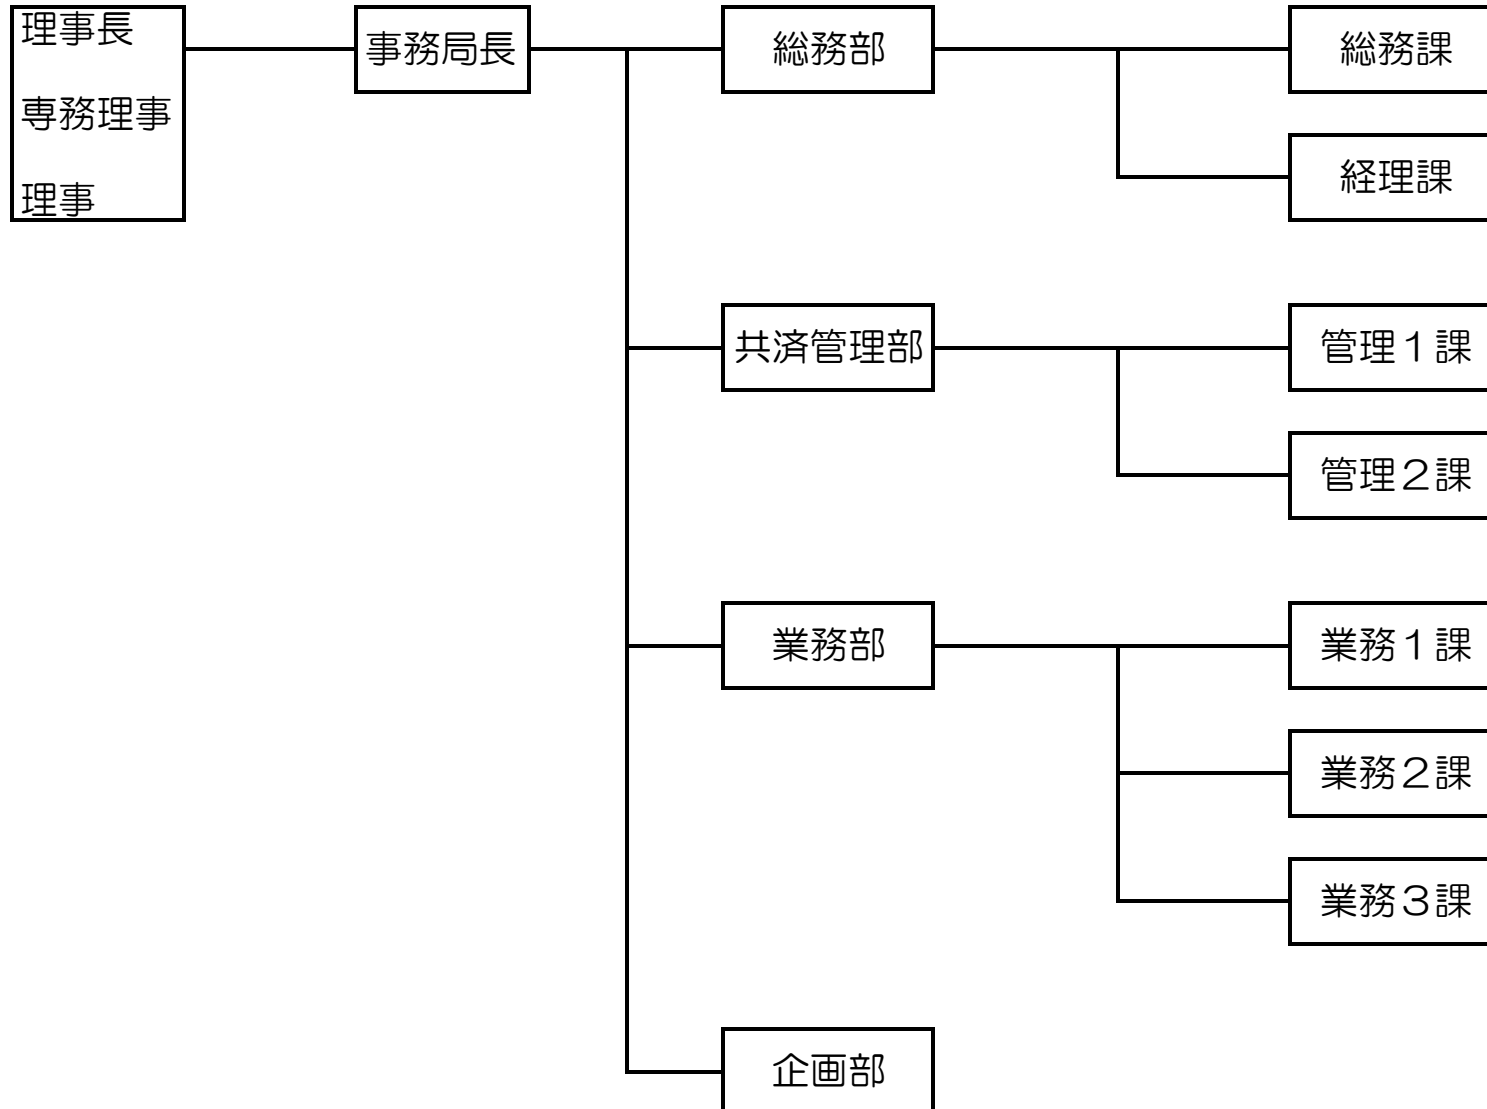 理事長
専務理事
理事
事務局長
総務部
総務課
経理課
共済管理部
管理１課
管理２課
業務部
業務１課
業務２課
業務３課
企画部